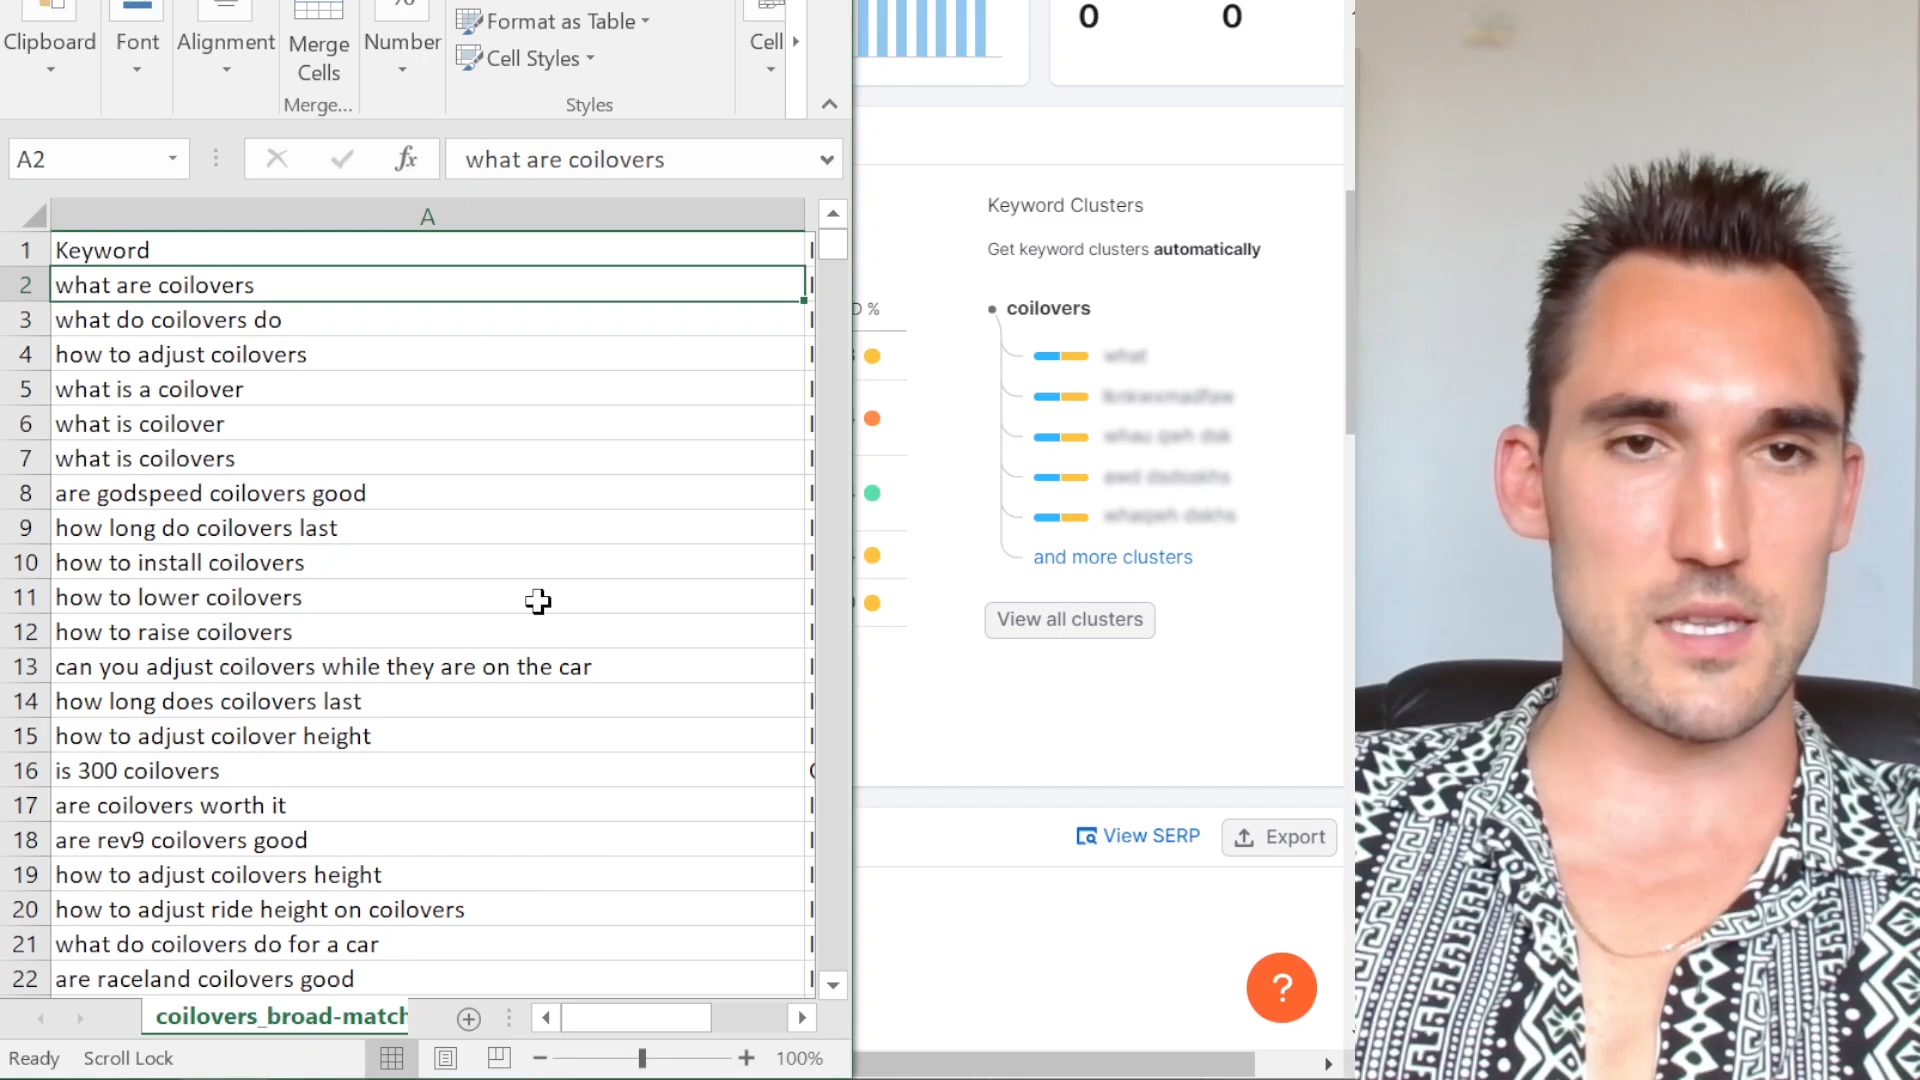 Clipboard
Font
Alignment
Merge
Cells
Number
Format as Table
Cell Styles
Cell
Merge...
Styles
0
0
A2
fx
what are coilovers
A
1 Keyword
2 what are coilovers
3 what do coilovers do
4 how to adjust coilovers
5 what is a coilover
6 what is coilover
7 what is coilovers
8 are godspeed coilovers good
9 how long do coilovers last
10 how to install coilovers
11 how to lower coilovers
12 how to raise coilovers
13 can you adjust coilovers while they are on the car
14 how long does coilovers last
15 how to adjust coilover height
16 is 300 coilovers
17 are coilovers worth it
18 are rev9 coilovers good
19 how to adjust coilovers height
20 how to adjust ride height on coilovers
21 what do coilovers do for a car
22 are raceland coilovers good
coilovers_broad-match
Ready
Scroll Lock
100%
Keyword Clusters
Get keyword clusters automatically
%
coilovers
what
and more clusters
View all clusters
View SERP
Export
?